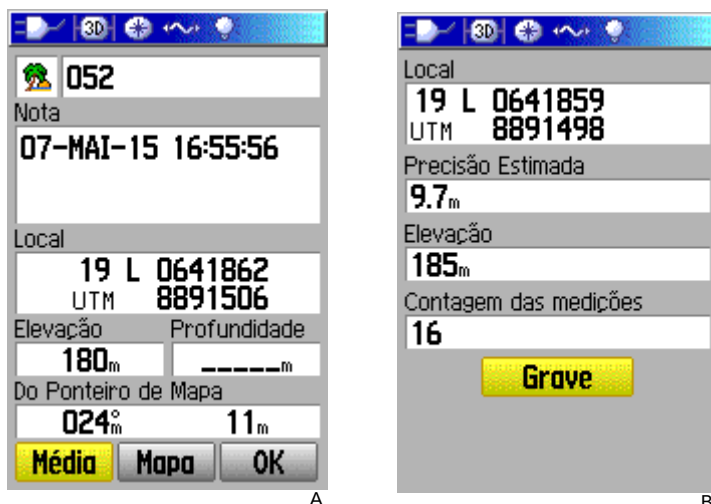 3D
052
Nota
07-MAI-15 16:55:56
Local
19 L 0641862
UTM 8891506
Elevação Profundidade
180m _____m
Do Ponteiro de Mapa
024°m 11m
Média Mapa OK
A
3D
Local
19 L 0641859
UTM 8891498
Precisão Estimada
9.7m
Elevação
185m
Contagem das medições
16
Grave
B